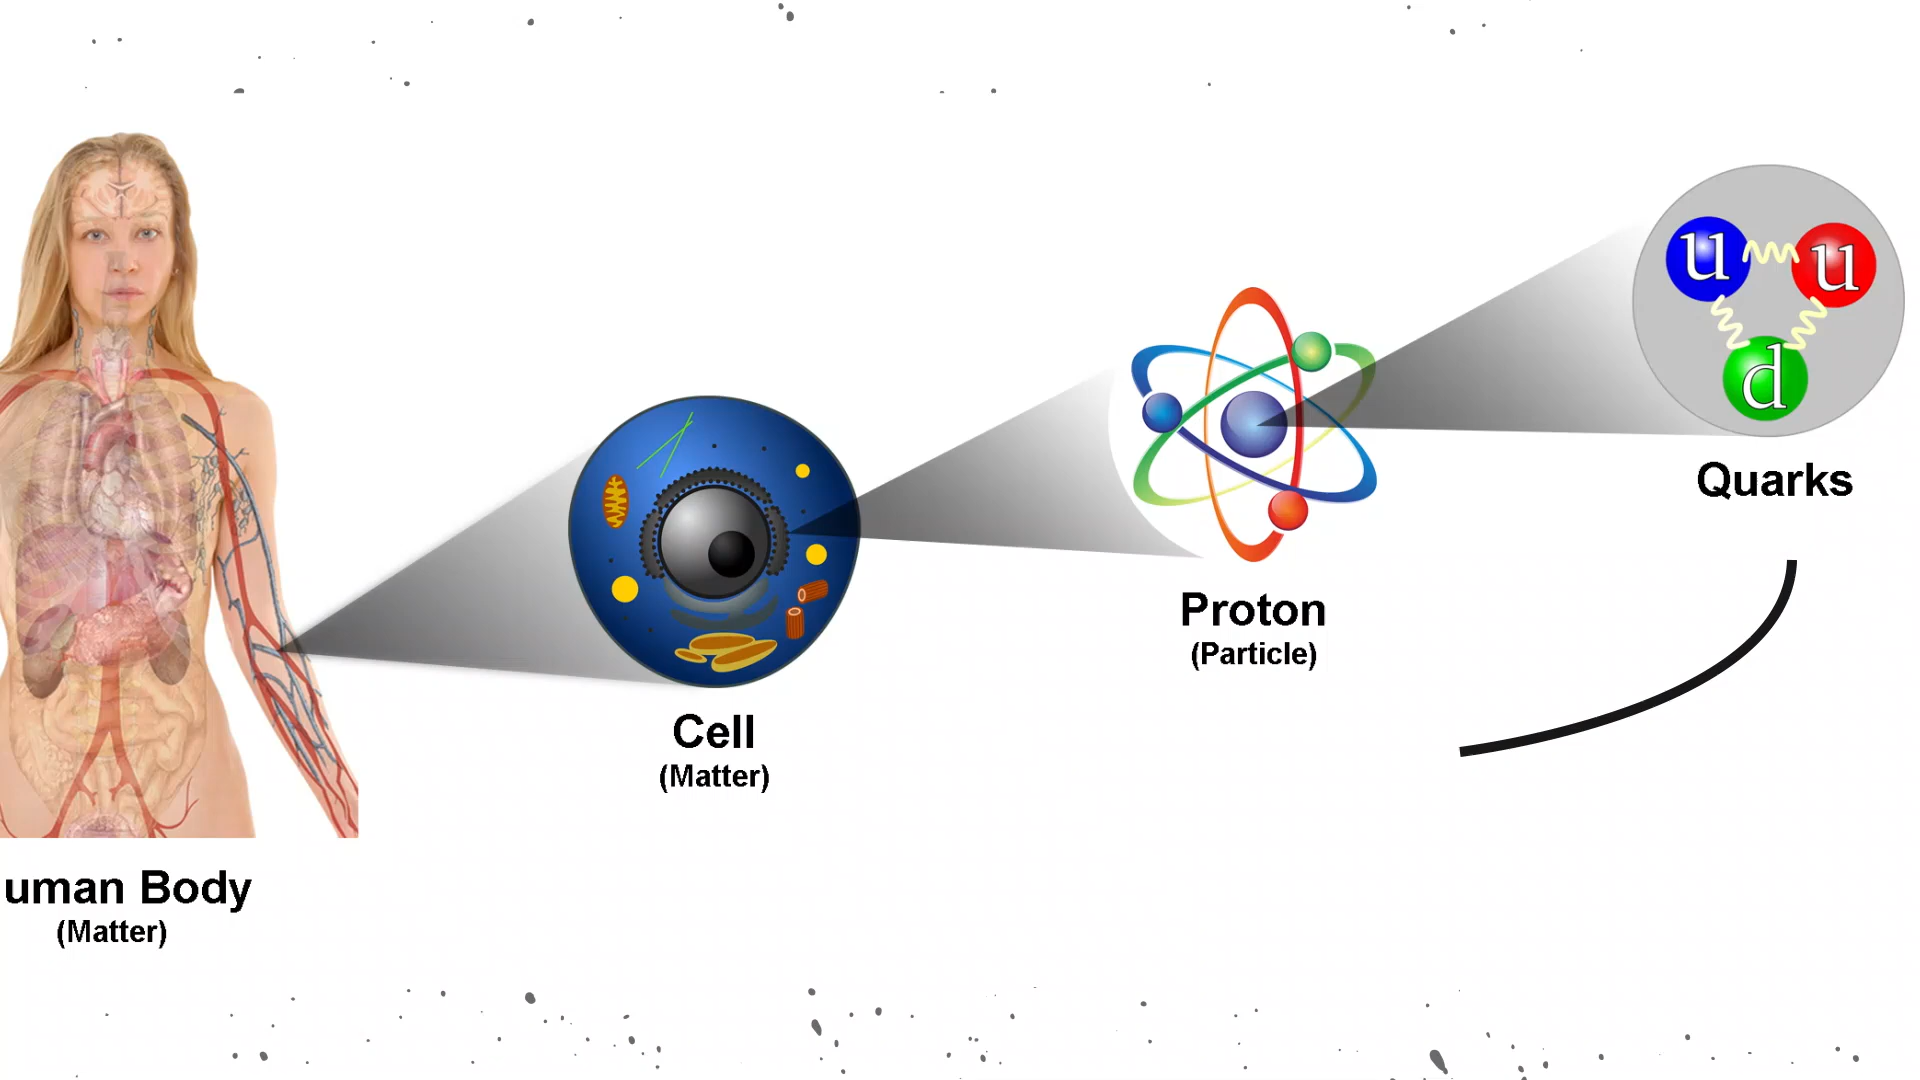 u u
d
Quarks
Proton
(Particle)
Cell
(Matter)
uman Body
(Matter)